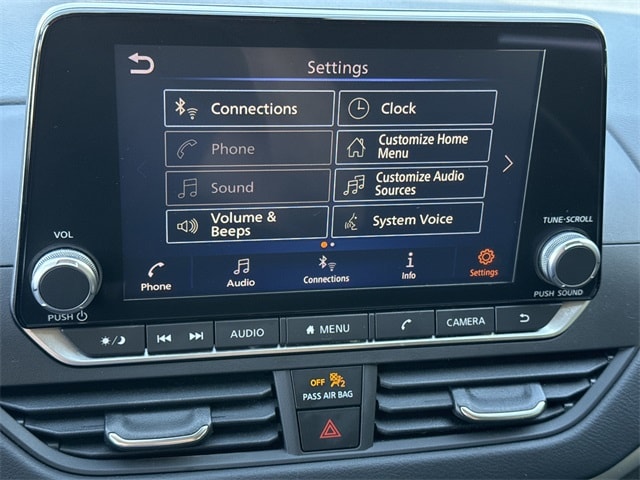 Settings
Connections
Clock
Phone
Customize Home
Menu
Sound
Customize Audio
Sources
Volume &
Beeps
System Voice
VOL
TUNE·SCROLL
Phone
Audio
Connections
Info
Settings
PUSH
PUSH SOUND
AUDIO
MENU
CAMERA
OFF 2
PASS AIR BAG